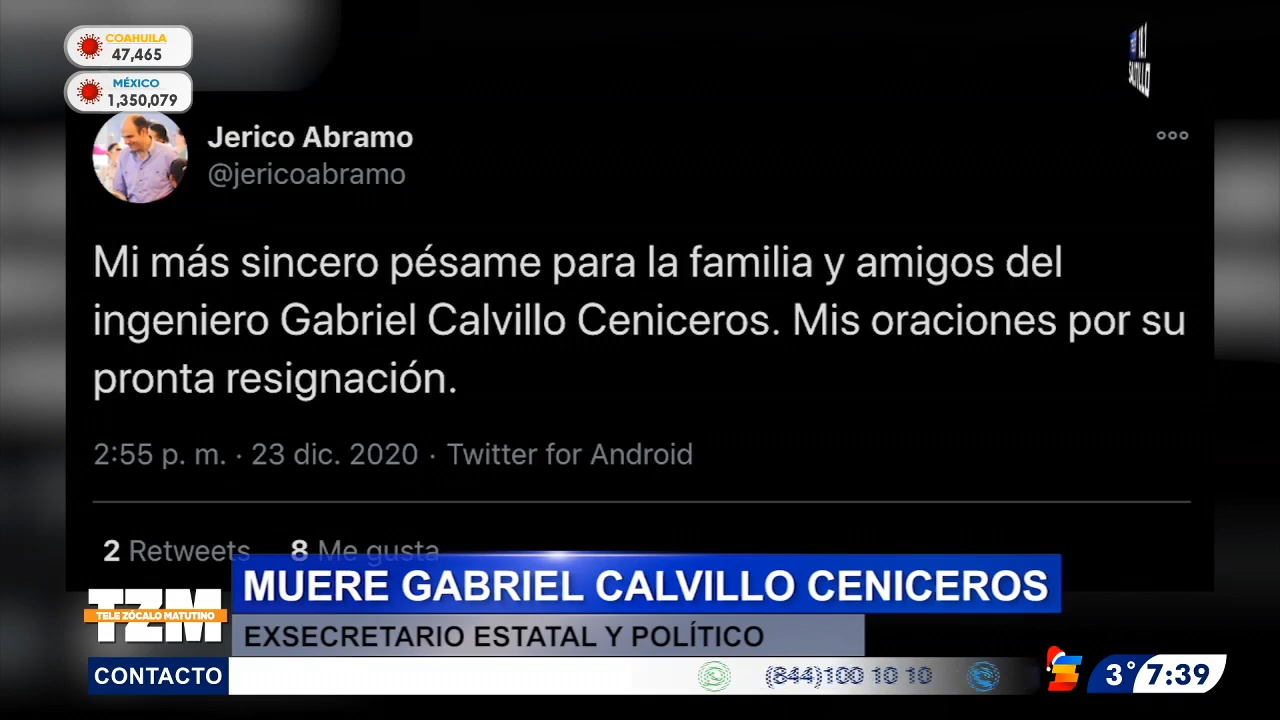 COAHUILA
47,465
MÉXICO
1,350,079
11.1
SALTILLO
Jerico Abramo
@jericoabramo
Mi más sincero pésame para la familia y amigos del
ingeniero Gabriel Calvillo Ceniceros. Mis oraciones por su
pronta resignación.
2:55 p. m. · 23 dic. 2020 · Twitter for Android
2 Retweets 8 Me gusta
MUERE GABRIEL CALVILLO CENICEROS
TZM
TELE ZÓCALO MATUTINO
EXSECRETARIO ESTATAL Y POLÍTICO
CONTACTO
(844)100 10 10
3° 7:39